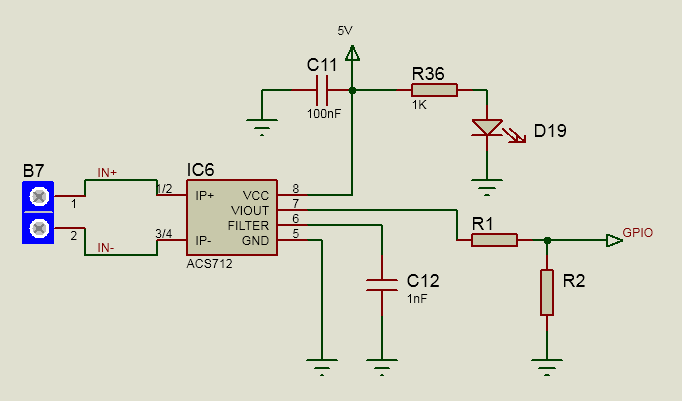 5V
C11
100nF
R36
1K
D19
B7
1
2
IN+
IN-
IC6
1/2
3/4
IP+
IP-
VCC
VIOUT
FILTER
GND
8
7
6
5
ACS712
C12
1nF
R1
R2
GPIO